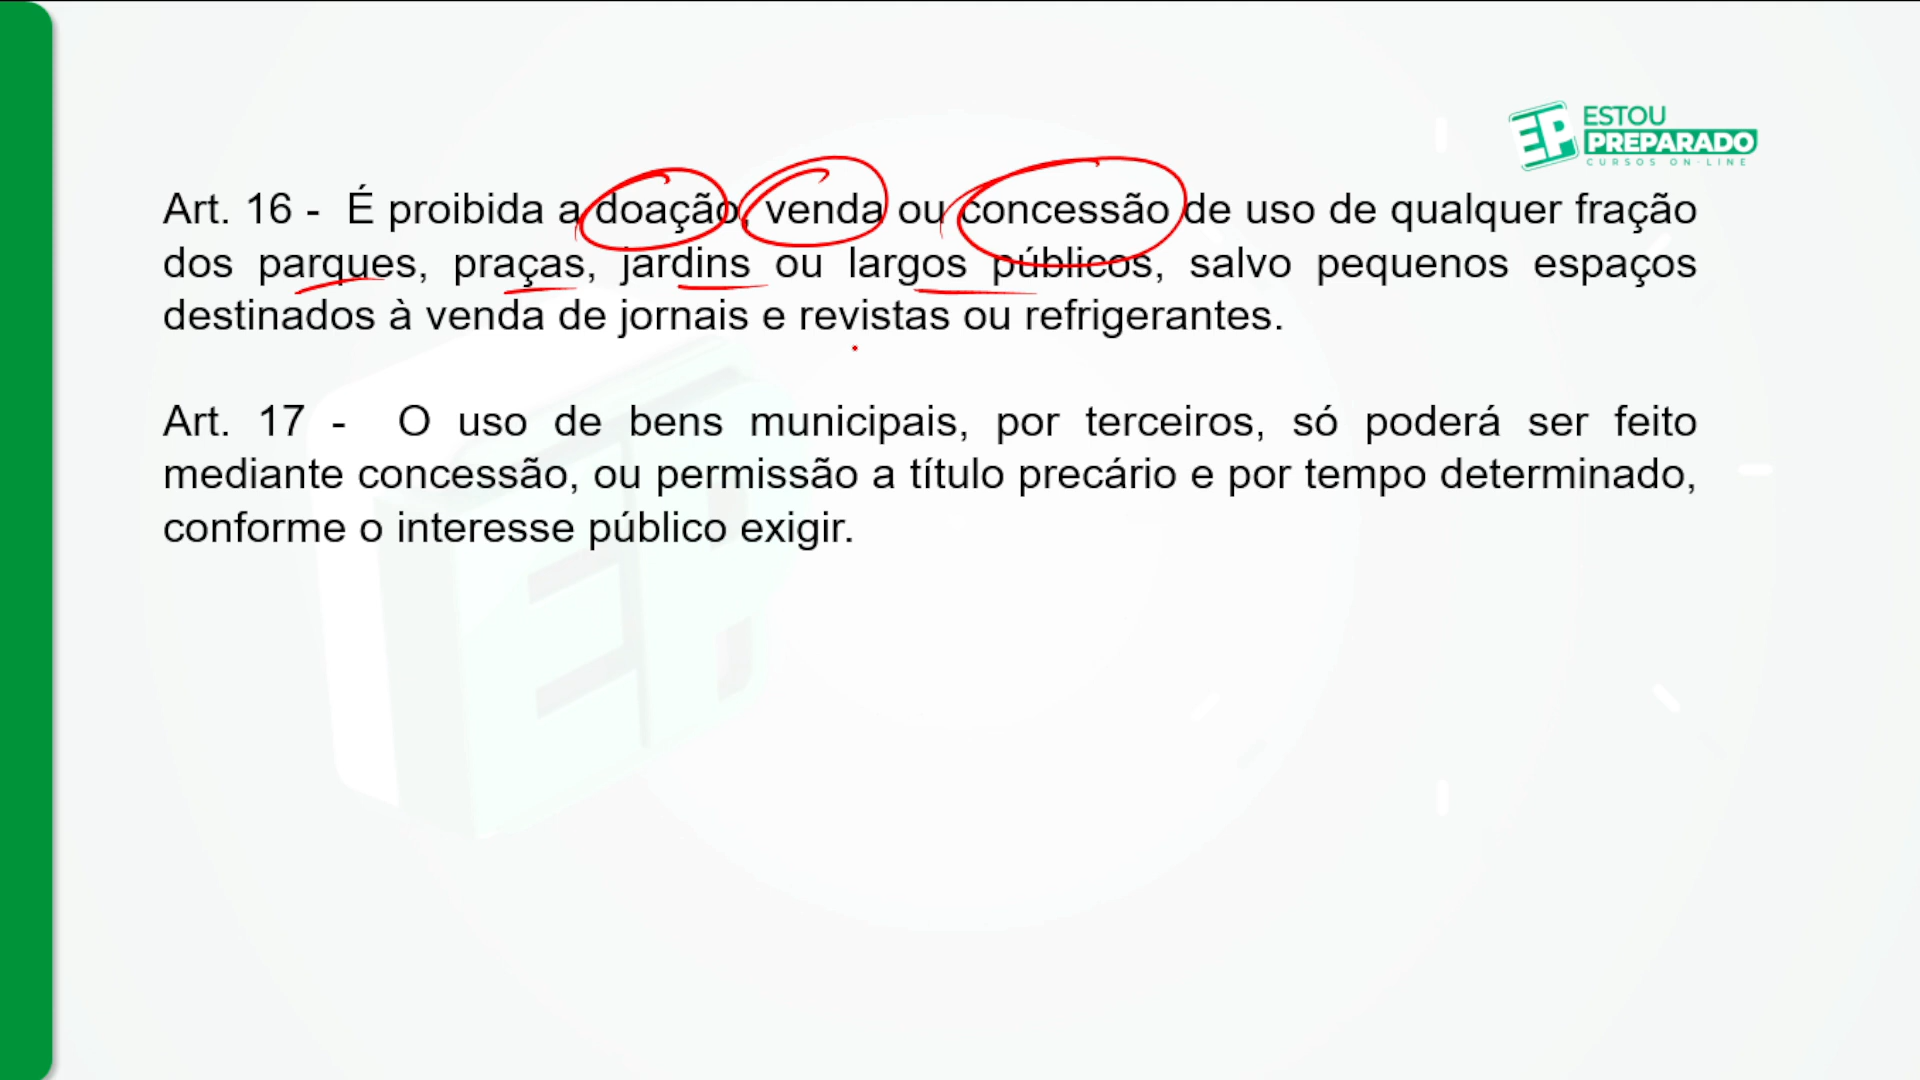 ESTOU
EP PREPARADO
CURSOS ON-LINE
Art. 16 - É proibida a doação, venda ou concessão de uso de qualquer fração
dos parques, praças, jardins ou largos públicos, salvo pequenos espaços
destinados à venda de jornais e revistas ou refrigerantes.
Art. 17 - O uso de bens municipais, por terceiros, só poderá ser feito
mediante concessão, ou permissão a título precário e por tempo determinado,
conforme o interesse público exigir.
EP